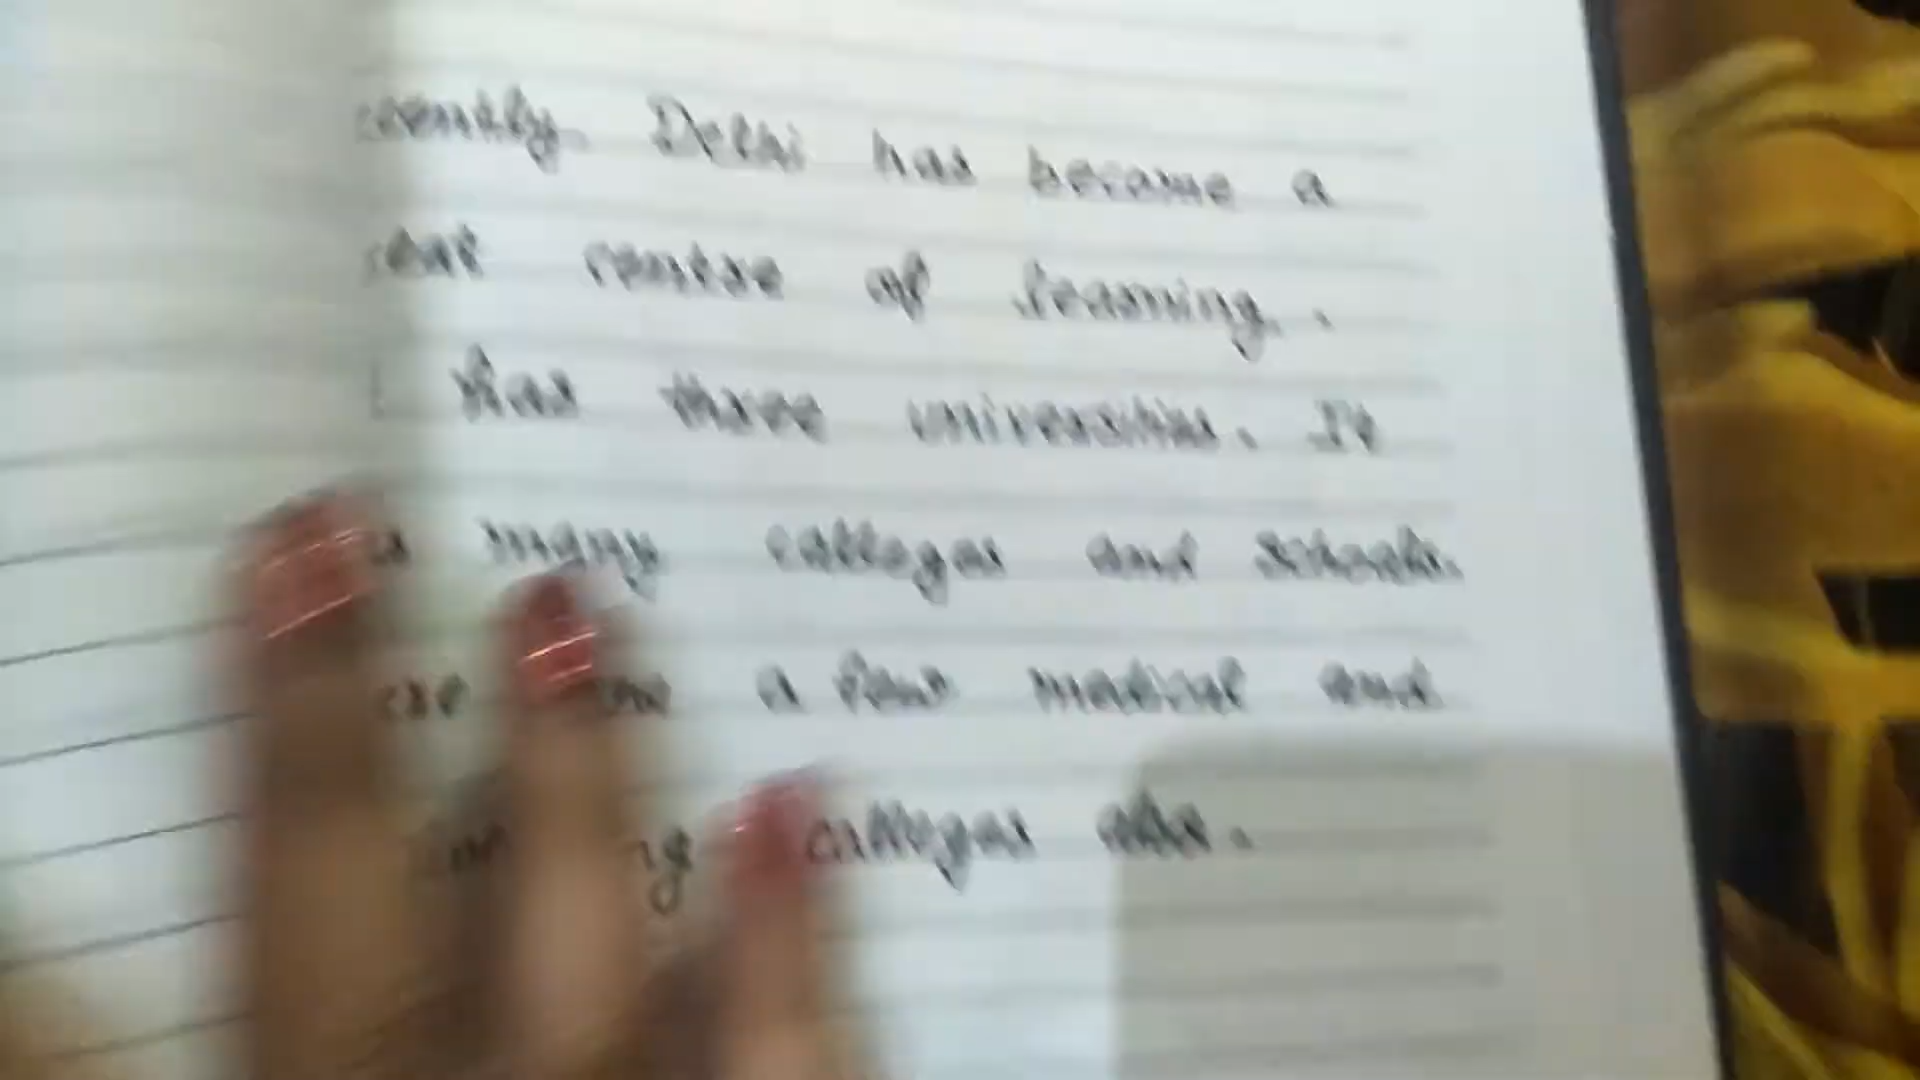 Delhi has become a
centre of learning.
has three universities. It
many colleges and schools.
a few medical and
colleges also.